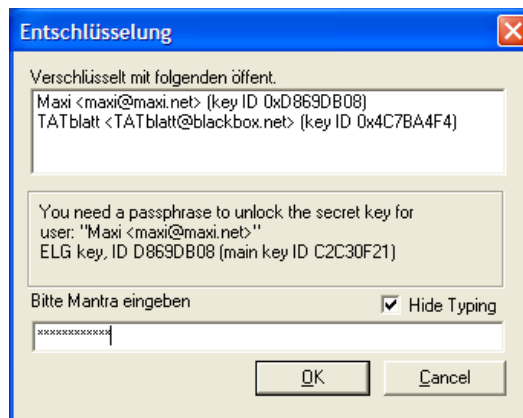 Entschlüsselung
Verschlüsselt mit folgenden öffent.
Maxi <maxi@maxi.net> (key ID 0xD869DB08)
TATblatt <TATblatt@blackbox.net> (key ID 0x4C7BA4F4)
You need a passphrase to unlock the secret key for
user: "Maxi <maxi@maxi.net>"
ELG key, ID D869DB08 (main key ID C2C30F21)
Bitte Mantra eingeben
Hide Typing
************
OK
Cancel